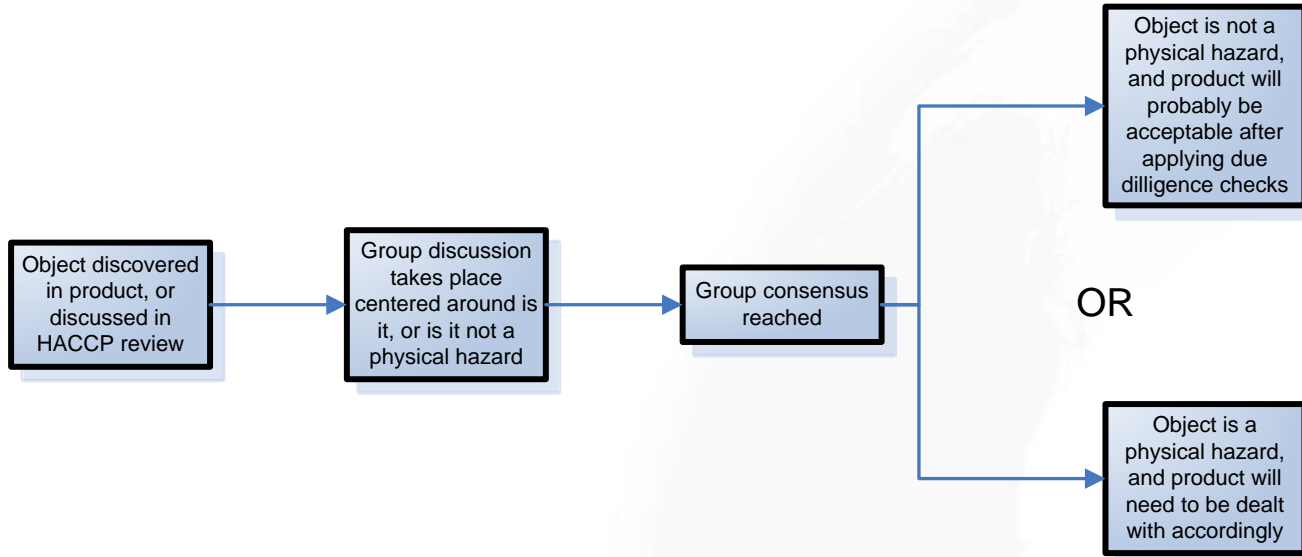 Object discovered
in product, or
discussed in
HACCP review
Group discussion
takes place
centered around is
it, or is it not a
physical hazard
Group consensus
reached
Object is not a
physical hazard,
and product will
probably be
acceptable after
applying due
dilligence checks
OR
Object is a
physical hazard,
and product will
need to be dealt
with accordingly